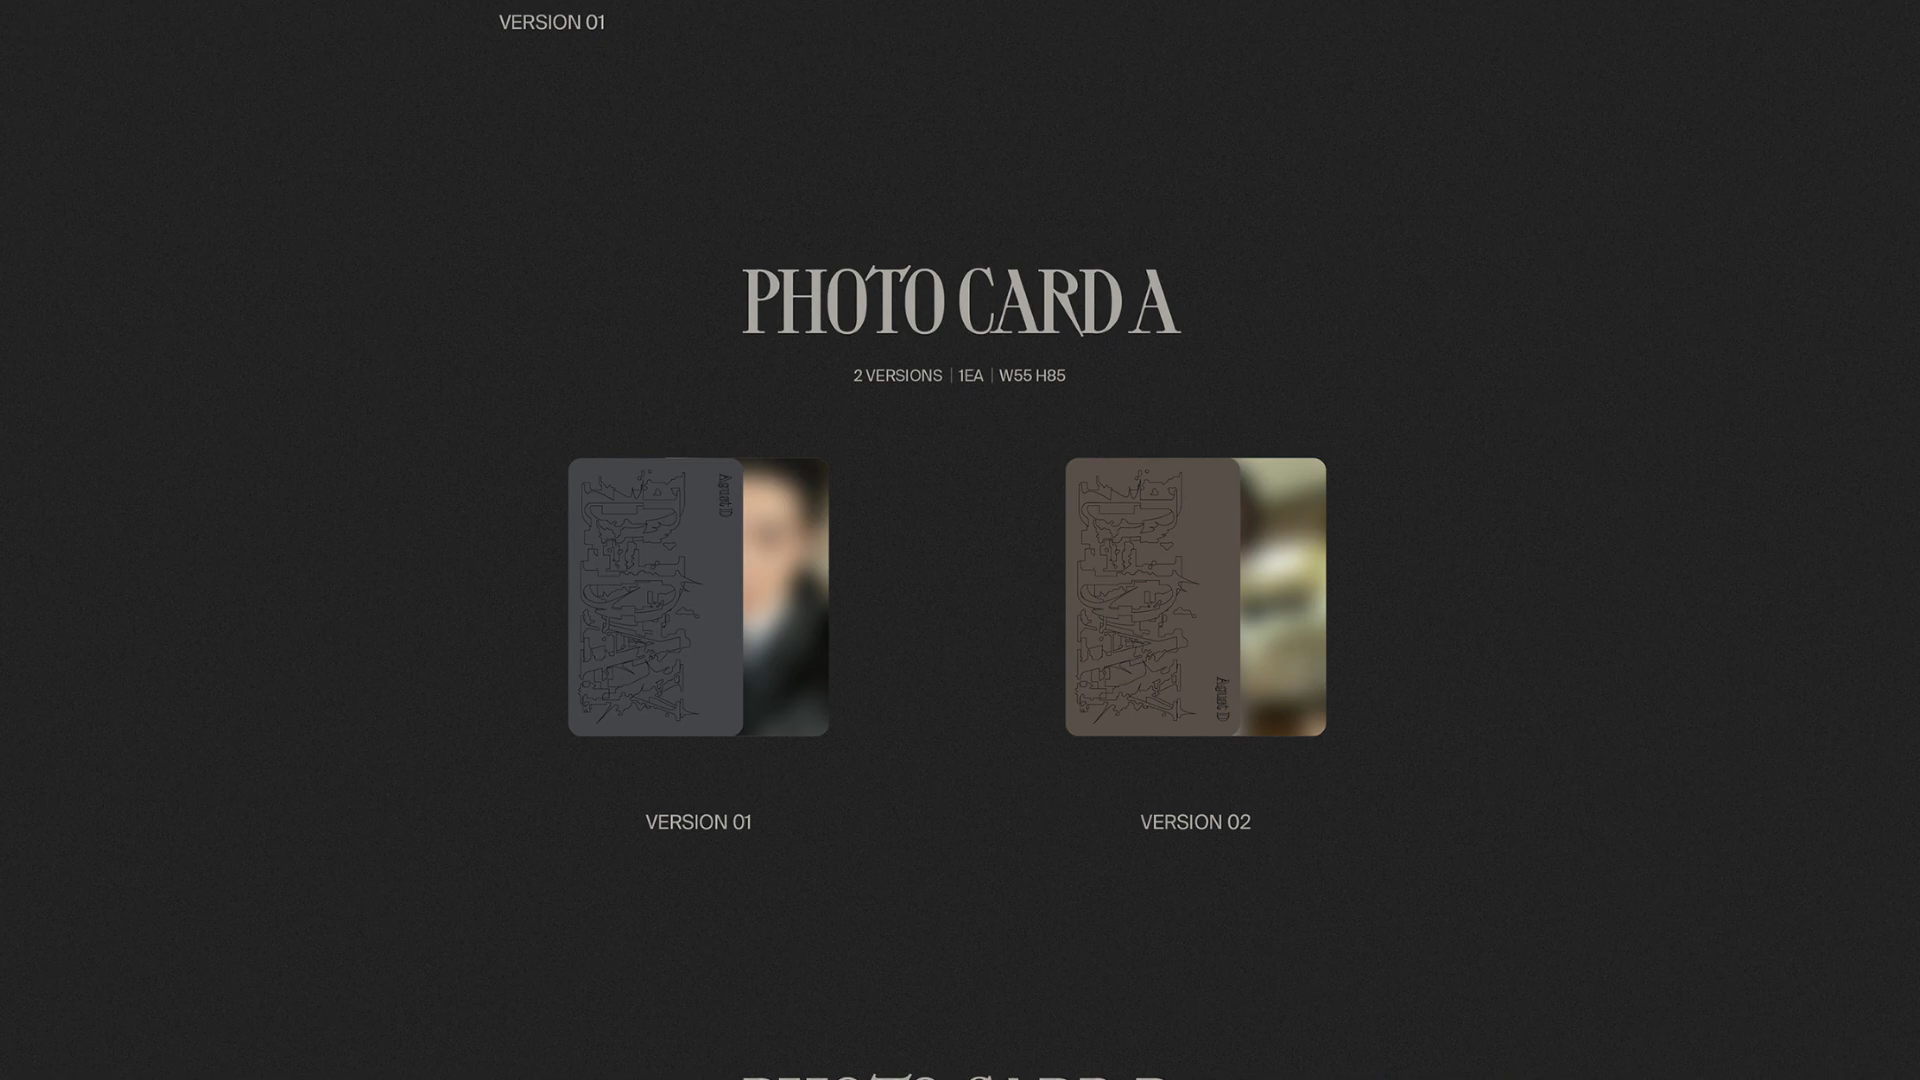 VERSION 01
PHOTO CARD A
2 VERSIONS | 1EA | W55 H85
Agust D
Agust D
VERSION 01
VERSION 02